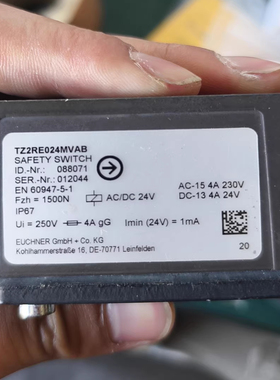 TZ2RE024MVAB
SAFETY SWITCH
ID.-Nr.: 088071
SER.-Nr.: 012044
EN 60947-5-1
Fzh = 1500N AC/DC 24V
AC-15 4A 230V
DC-13 4A 24V
IP67
Ui = 250V 4A gG Imin (24V) = 1mA
EUCHNER GmbH + Co. KG
Kohlhammerstraße 16, DE-70771 Leinfelden
20